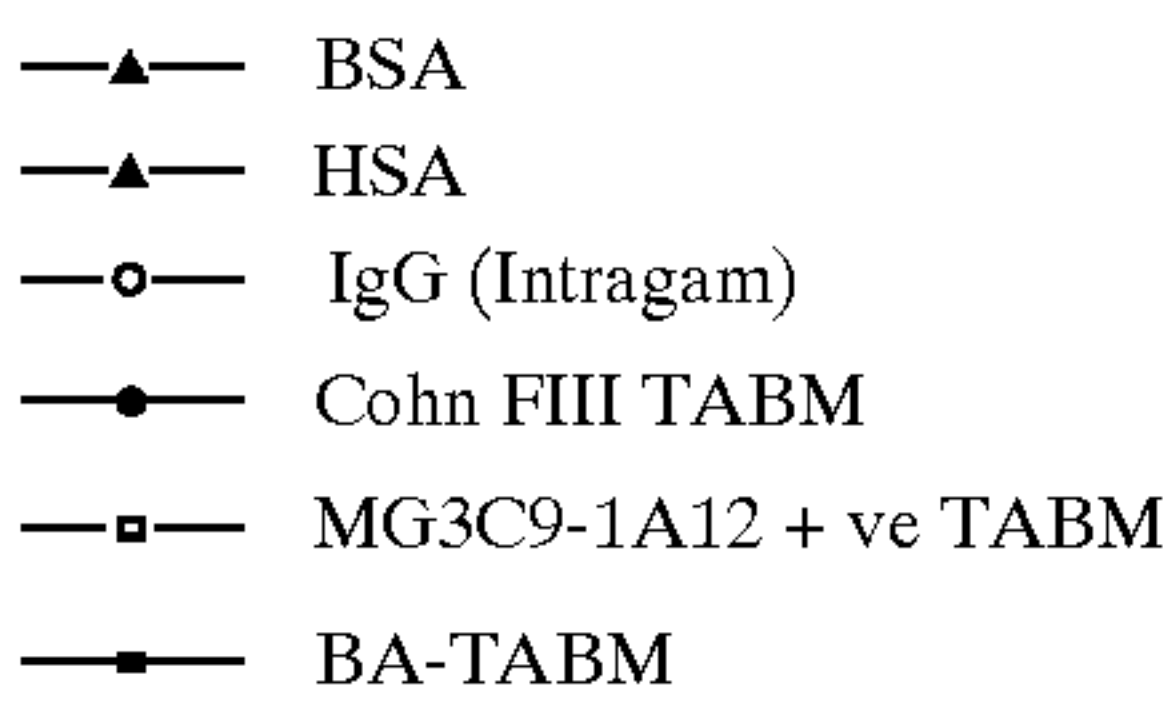 BSA
HSA
IgG (Intragam)
Cohn FIII TABM
MG3C9-1A12 + ve TABM
BA-TABM